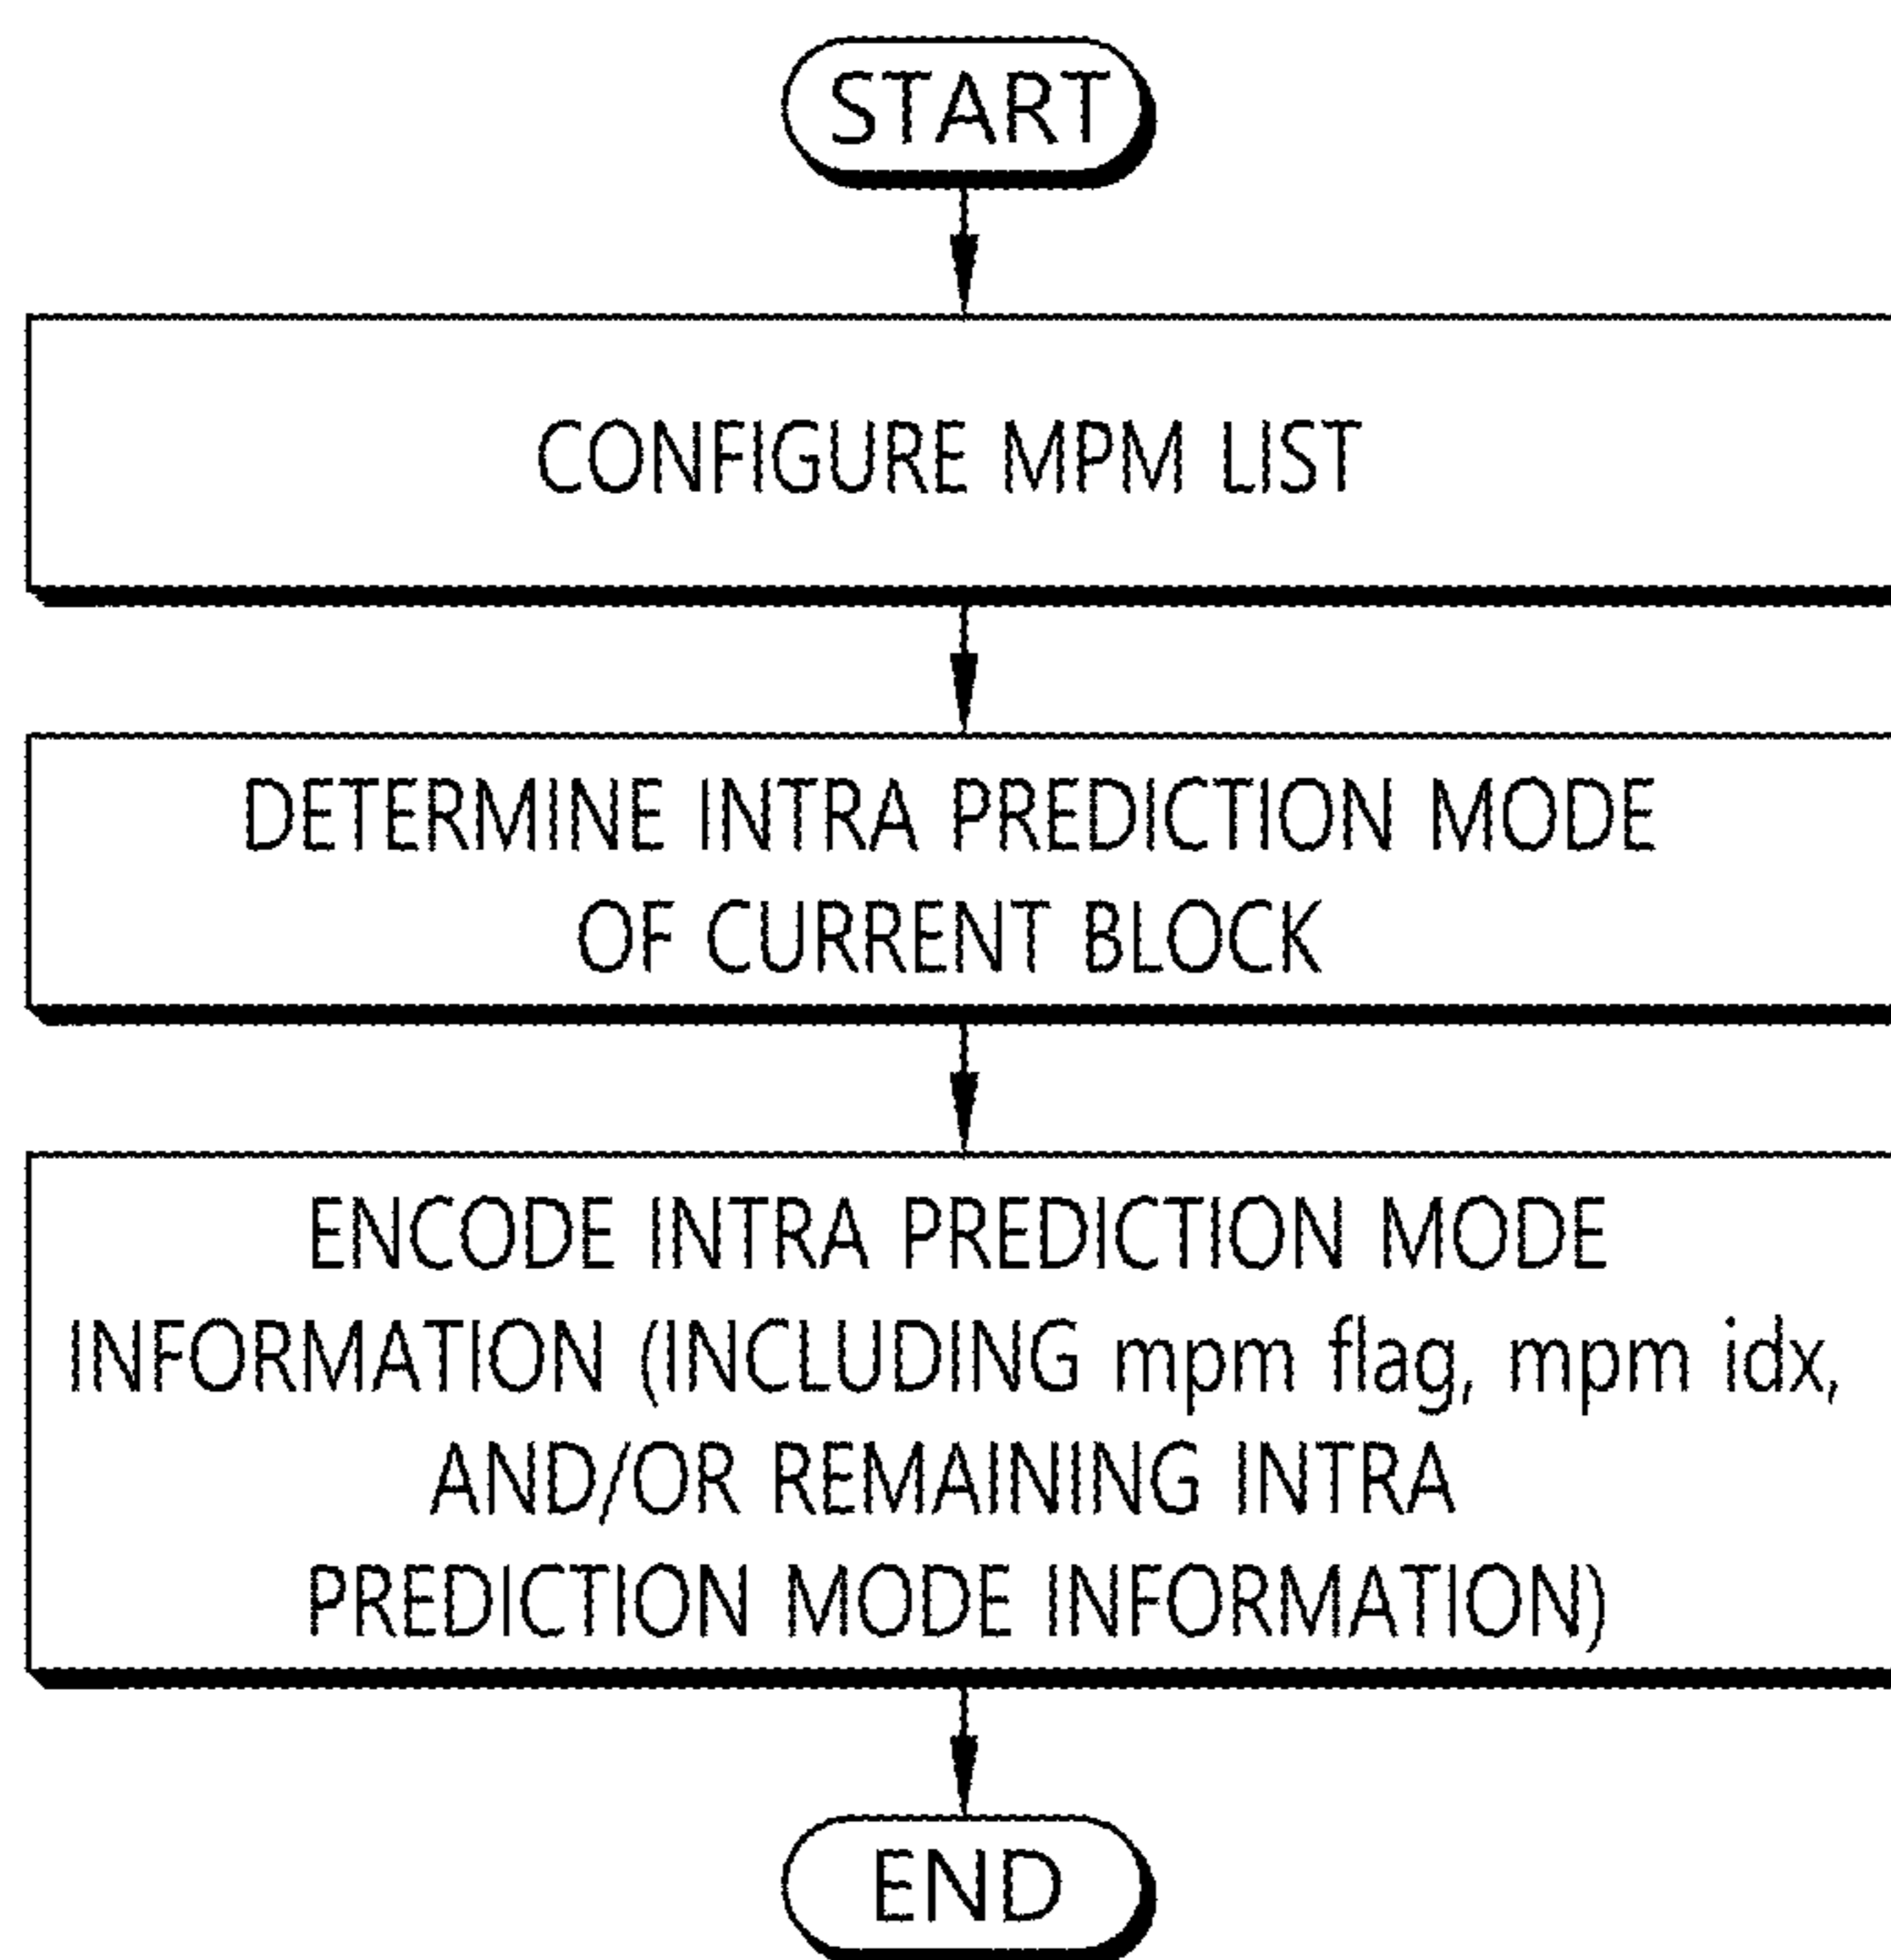 START
CONFIGURE MPM LIST
DETERMINE INTRA PREDICTION MODE
OF CURRENT BLOCK
ENCODE INTRA PREDICTION MODE
INFORMATION (INCLUDING mpm flag, mpm idx,
AND/OR REMAINING INTRA
PREDICTION MODE INFORMATION)
END